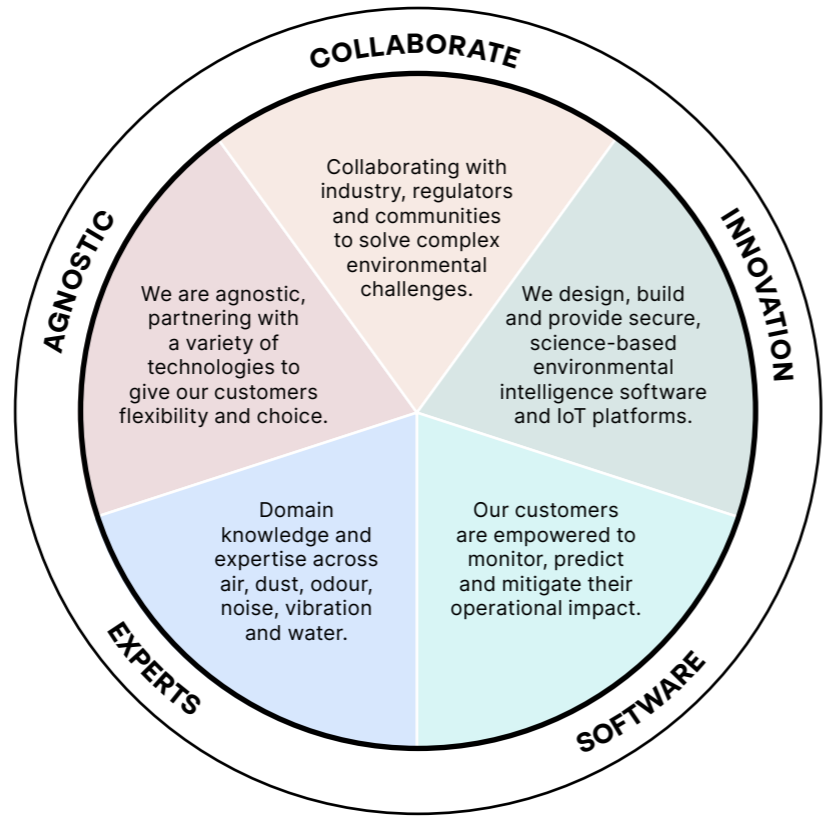 COLLABORATE
Collaborating with
industry, regulators
and communities
to solve complex
environmental
challenges.
INNOVATION
We design, build
and provide secure,
science-based
environmental
intelligence software
and IoT platforms.
SOFTWARE
Our customers
are empowered to
monitor, predict
and mitigate their
operational impact.
EXPERTS
Domain
knowledge and
expertise across
air, dust, odour,
noise, vibration
and water.
AGNOSTIC
We are agnostic,
partnering with
a variety of
technologies to
give our customers
flexibility and choice.